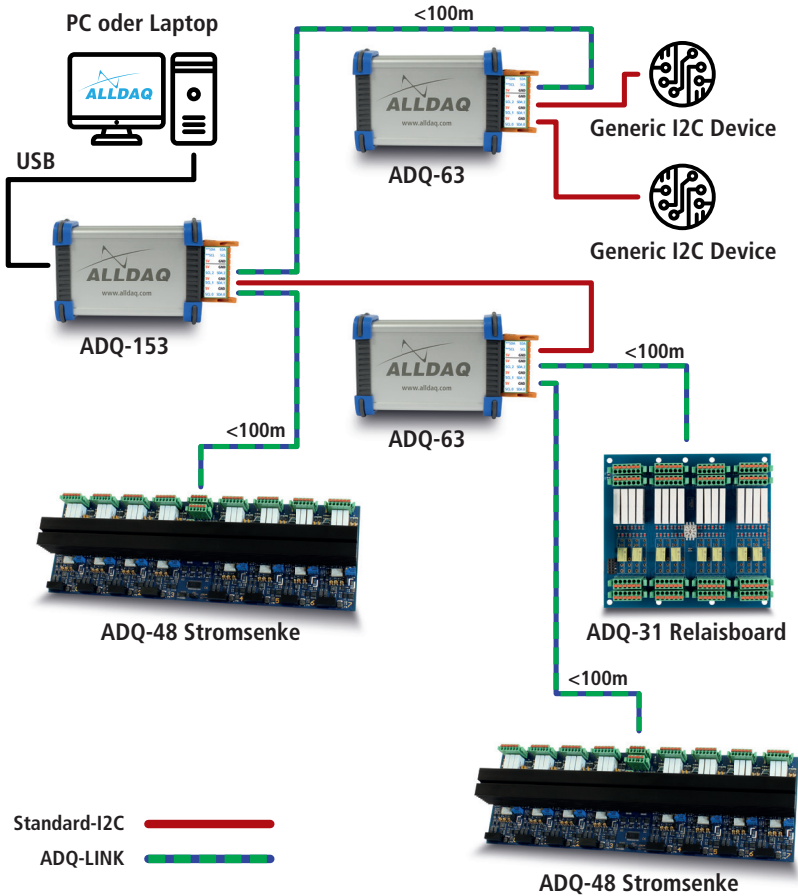 PC oder Laptop
<100m
ALLDAQ
ALLDAQ
www.alldaq.com
Generic I2C Device
USB
ADQ-63
Generic I2C Device
ALLDAQ
www.alldaq.com
ADQ-153
ALLDAQ
www.alldaq.com
<100m
<100m
ADQ-63
ADQ-48 Stromsenke
ADQ-31 Relaisboard
<100m
Standard-I2C
ADQ-LINK
ADQ-48 Stromsenke